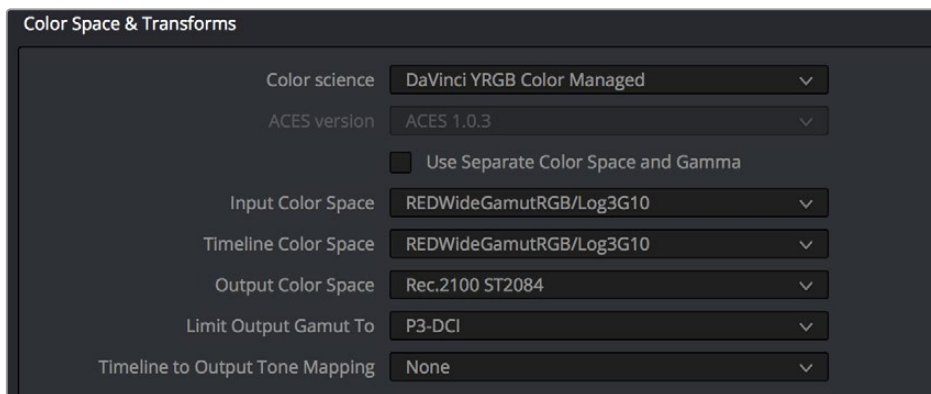 Color Space & Transforms
Color science DaVinci YRGB Color Managed
ACES version ACES 1.0.3
Use Separate Color Space and Gamma
Input Color Space REDWideGamutRGB/Log3G10
Timeline Color Space REDWideGamutRGB/Log3G10
Output Color Space Rec.2100 ST2084
Limit Output Gamut To P3-DCI
Timeline to Output Tone Mapping None